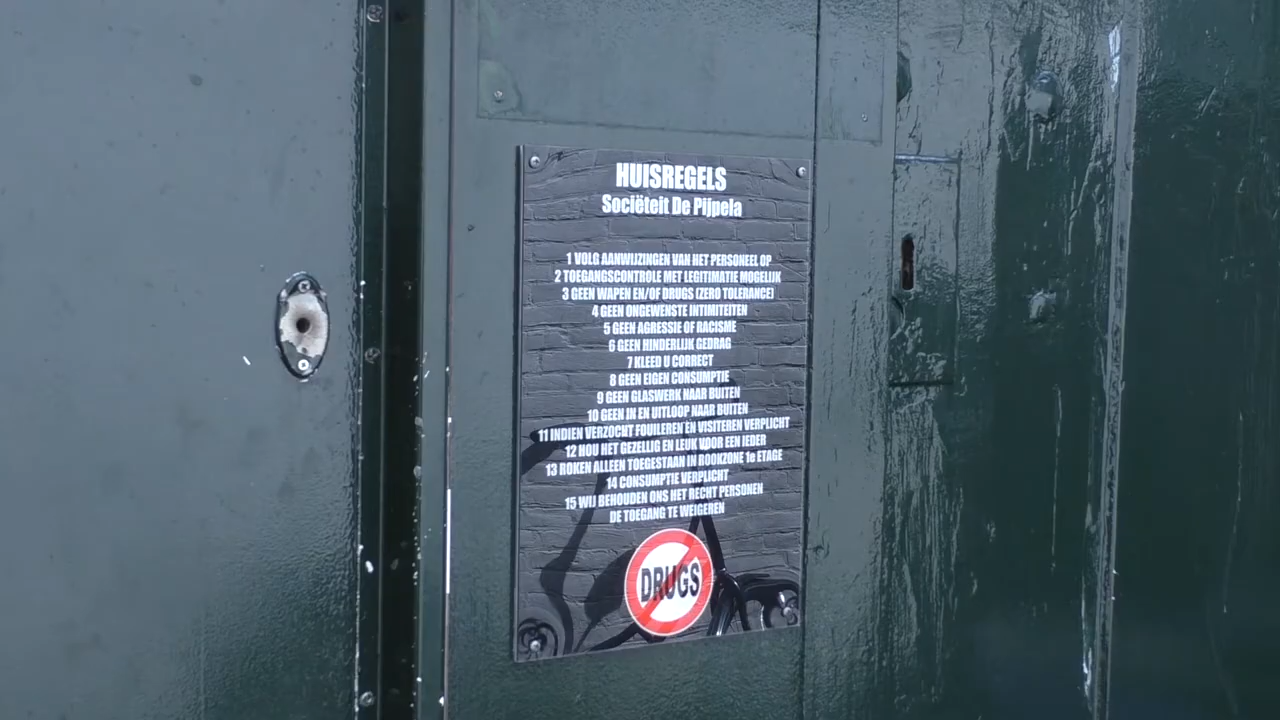 HUISREGELS
Sociëteit De Pijpela
1 VOLG AANWIJZINGEN VAN HET PERSONEEL OP
2 TOEGANGSCONTROLE MET LEGITIMATIE MOGELIJK
3 GEEN WAPEN EN/OF DRUGS (ZERO TOLERANCE)
4 GEEN ONGEWENSTE INTIMITEITEN
5 GEEN AGRESSIE OF RACISME
6 GEEN HINDERLIJK GEDRAG
7 KLEED U CORRECT
8 GEEN EIGEN CONSUMPTIE
9 GEEN GLASWERK NAAR BUITEN
10 GEEN IN EN UITLOOP NAAR BUITEN
11 INDIEN VERZOCHT FOUILEREN EN VISITEREN VERPLICHT
12 HOU HET GEZELLIG EN LEUK VOOR EEN IEDER
13 ROKEN ALLEEN TOEGESTAAN IN ROOKZONE 1e ETAGE
14 CONSUMPTIE VERPLICHT
15 WIJ BEHOUDEN ONS HET RECHT PERSONEN
DE TOEGANG TE WEIGEREN
DRUGS